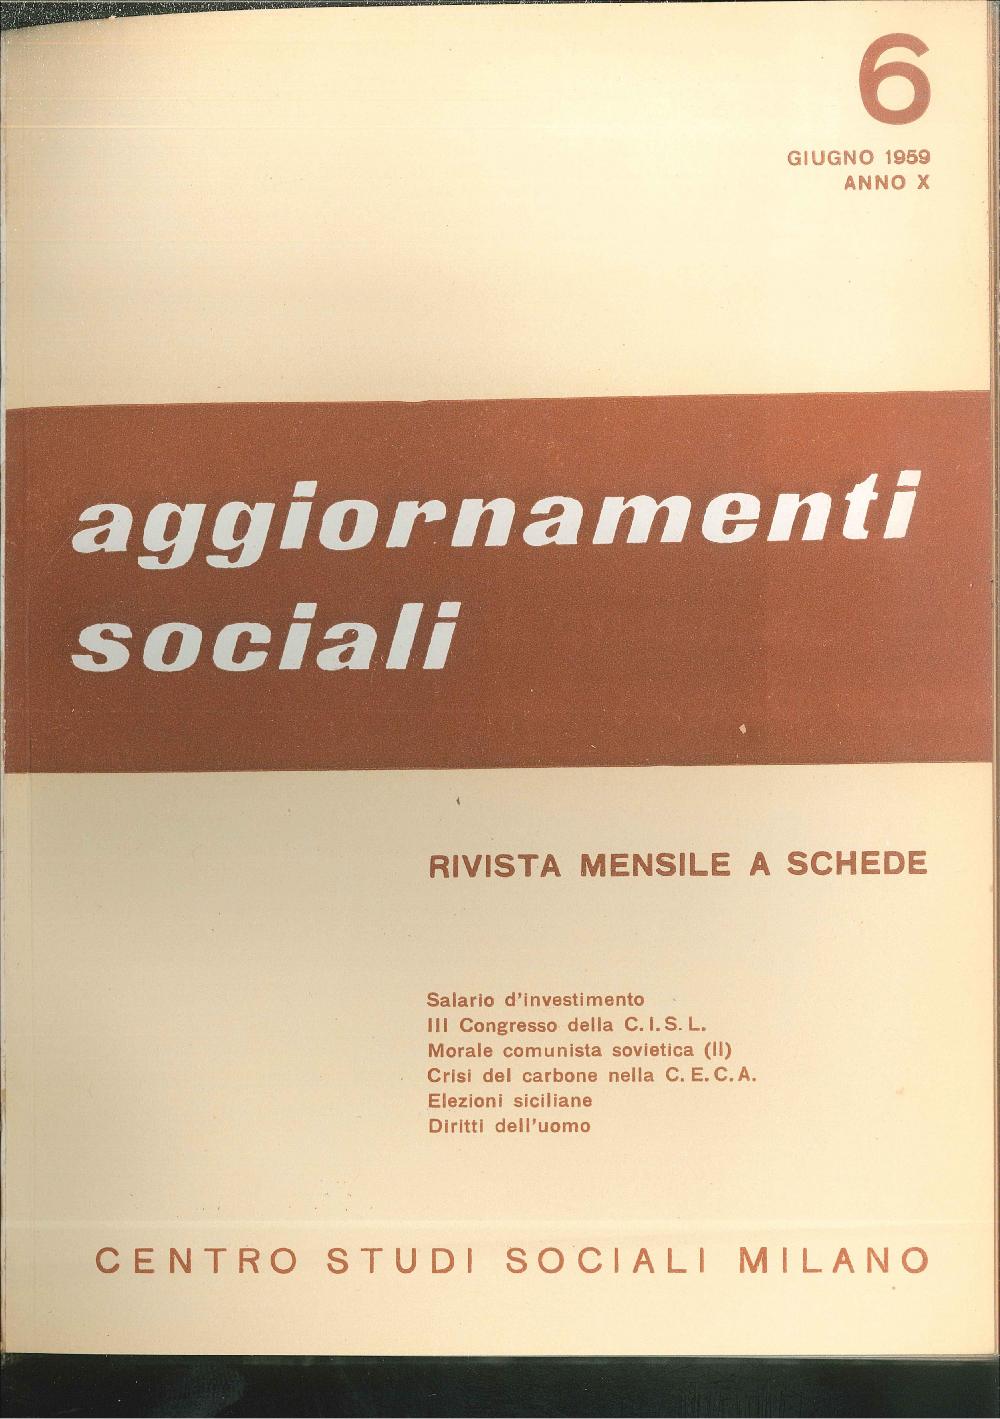 6
GIUGNO 1959
ANNO X
aggiornamenti
sociali
RIVISTA MENSILE A SCHEDE
Salario d'investimento
III Congresso della C. I. S. L.
Morale comunista sovietica (II)
Crisi del carbone nella C. E. C. A.
Elezioni siciliane
Diritti dell'uomo
CENTRO STUDI SOCIALI MILANO